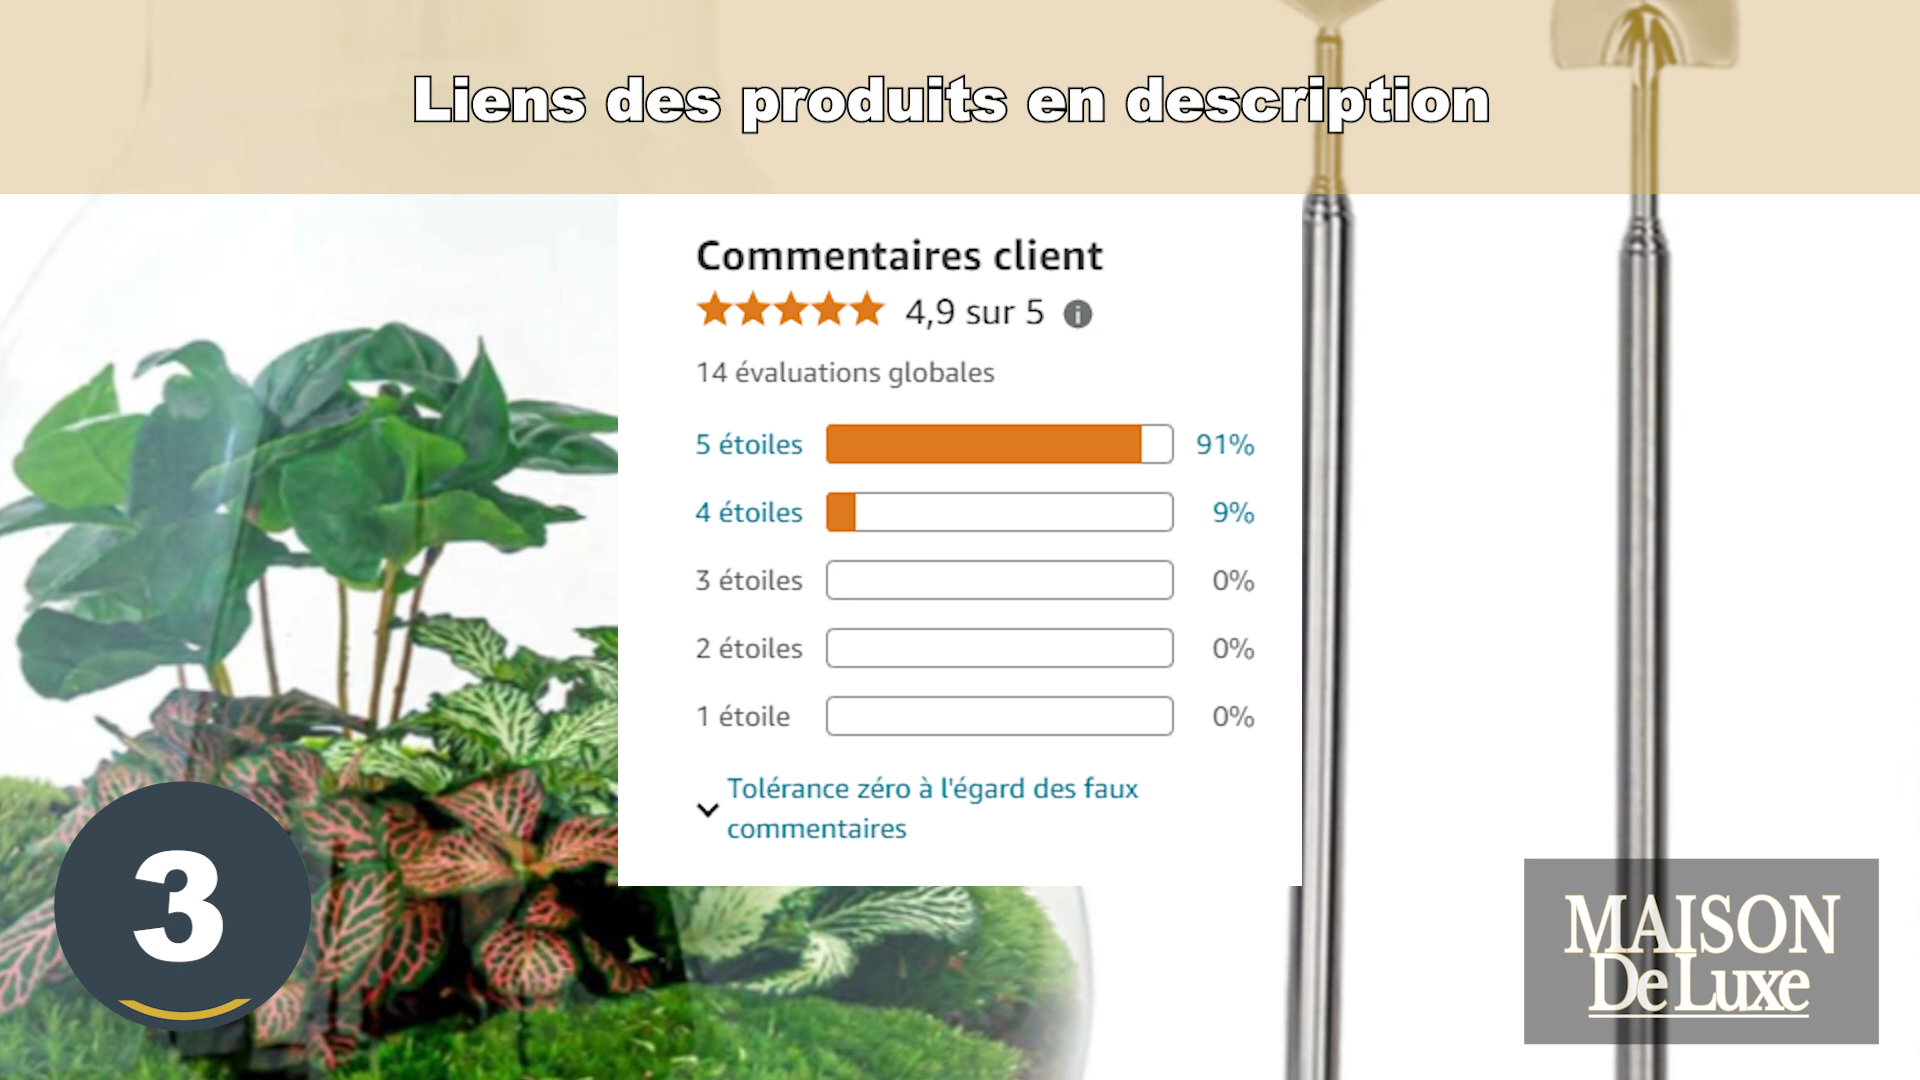 Liens des produits en description
Commentaires client
4,9 sur 5
14 évaluations globales
5 étoiles 91%
4 étoiles 9%
3 étoiles 0%
2 étoiles 0%
1 étoile 0%
Tolérance zéro à l'égard des faux
commentaires
3
MAISON
De Luxe